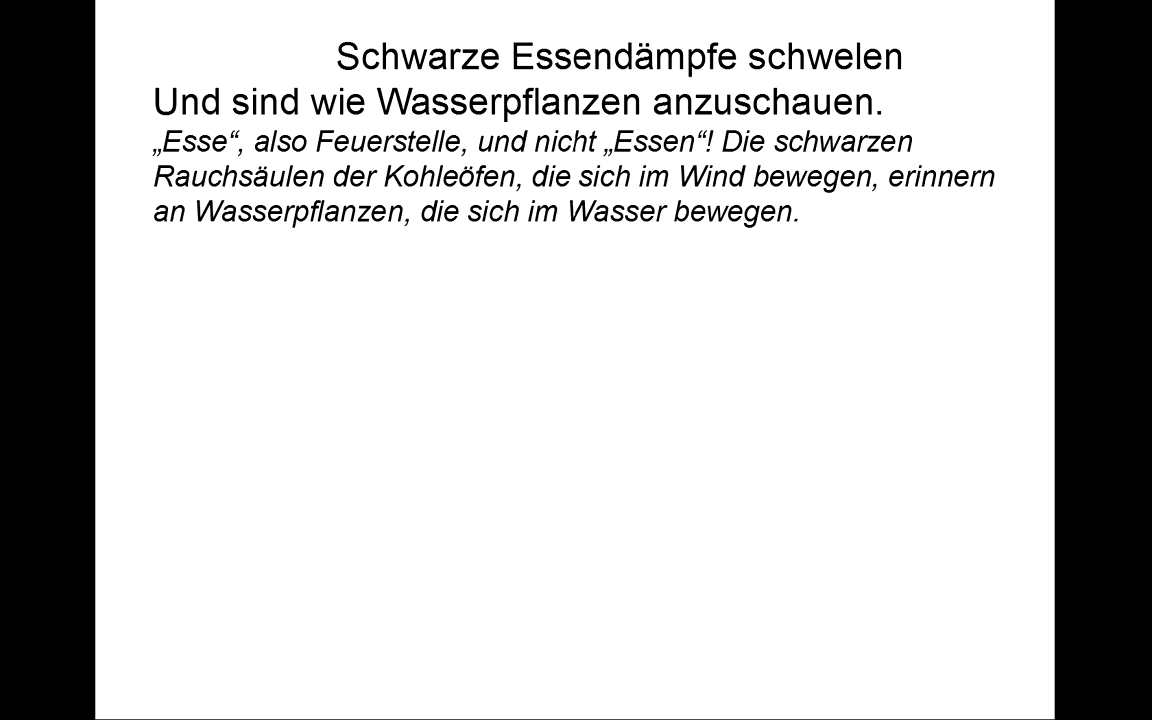 Schwarze Essendämpfe schwelen
Und sind wie Wasserpflanzen anzuschauen.
„Esse“, also Feuerstelle, und nicht „Essen“! Die schwarzen
Rauchsäulen der Kohleöfen, die sich im Wind bewegen, erinnern
an Wasserpflanzen, die sich im Wasser bewegen.